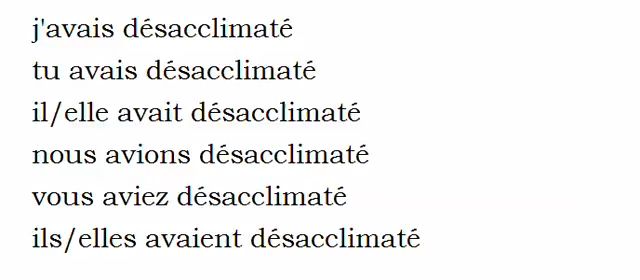 j'avais désacclimaté
tu avais désacclimaté
il/elle avait désacclimaté
nous avions désacclimaté
vous aviez désacclimaté
ils/elles avaient désacclimaté